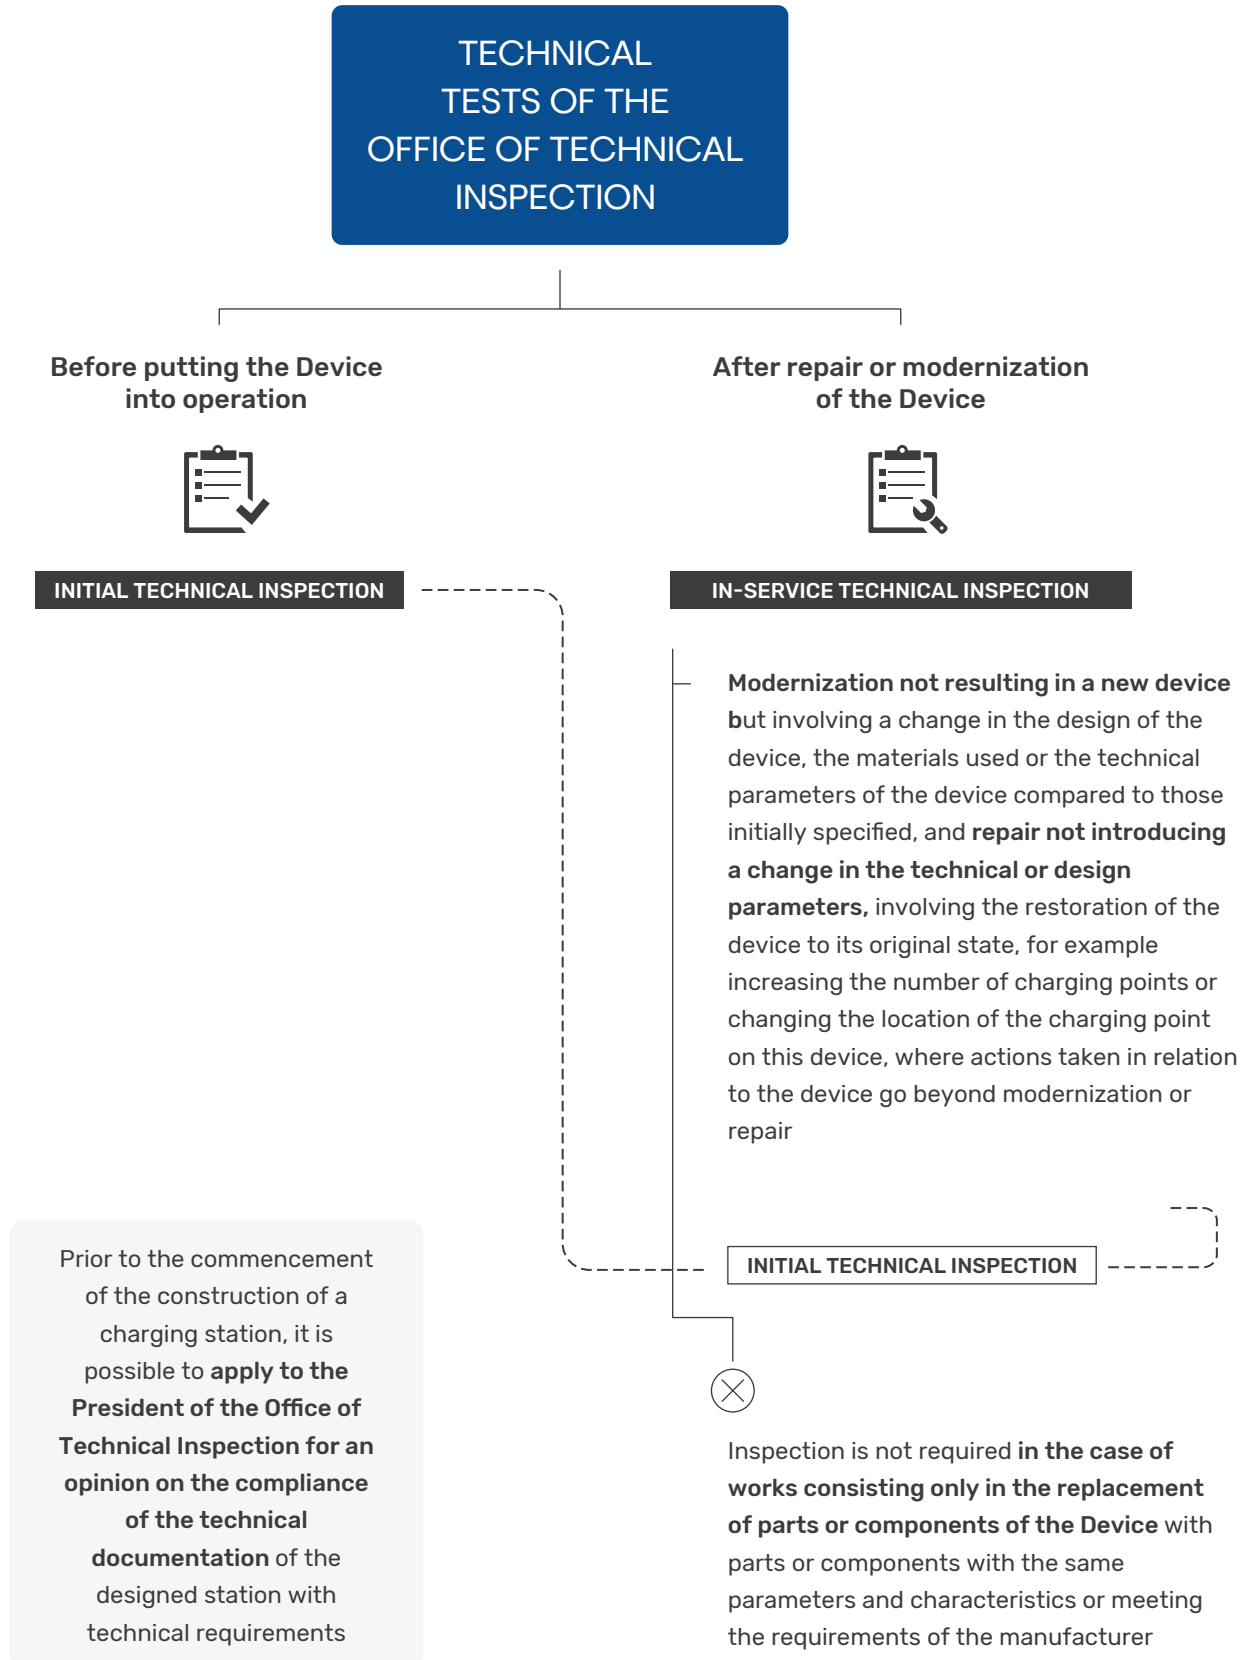 TECHNICAL
TESTS OF THE
OFFICE OF TECHNICAL
INSPECTION
Before putting the Device
into operation
INITIAL TECHNICAL INSPECTION
After repair or modernization
of the Device
IN-SERVICE TECHNICAL INSPECTION
Modernization not resulting in a new device
but involving a change in the design of the
device, the materials used or the technical
parameters of the device compared to those
initially specified, and repair not introducing
a change in the technical or design
parameters, involving the restoration of the
device to its original state, for example
increasing the number of charging points or
changing the location of the charging point
on this device, where actions taken in relation
to the device go beyond modernization or
repair
INITIAL TECHNICAL INSPECTION
Prior to the commencement
of the construction of a
charging station, it is
possible to apply to the
President of the Office of
Technical Inspection for an
opinion on the compliance
of the technical
documentation of the
designed station with
technical requirements
Inspection is not required in the case of
works consisting only in the replacement
of parts or components of the Device with
parts or components with the same
parameters and characteristics or meeting
the requirements of the manufacturer